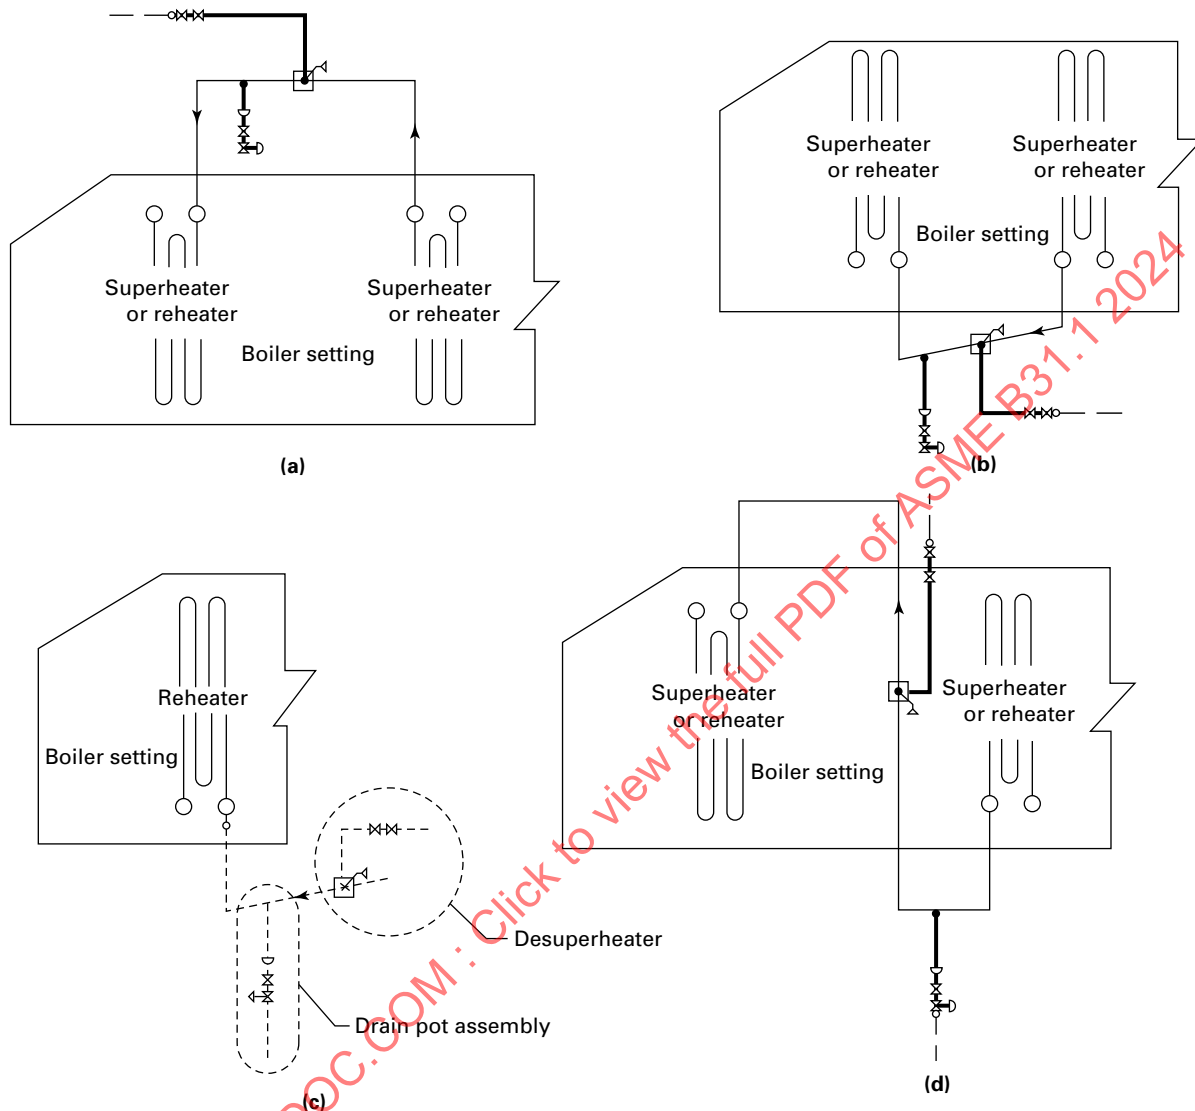 Superheater
or reheater
Superheater
or reheater
Boiler setting
(a)
Superheater
or reheater
Superheater
or reheater
Boiler setting
(b)
Reheater
Boiler setting
Desuperheater
Drain pot assembly
(c)
Superheater
or reheater
Superheater
or reheater
Boiler setting
(d)
DOC.COM : Click to view the full PDF of ASME B31.1 2024